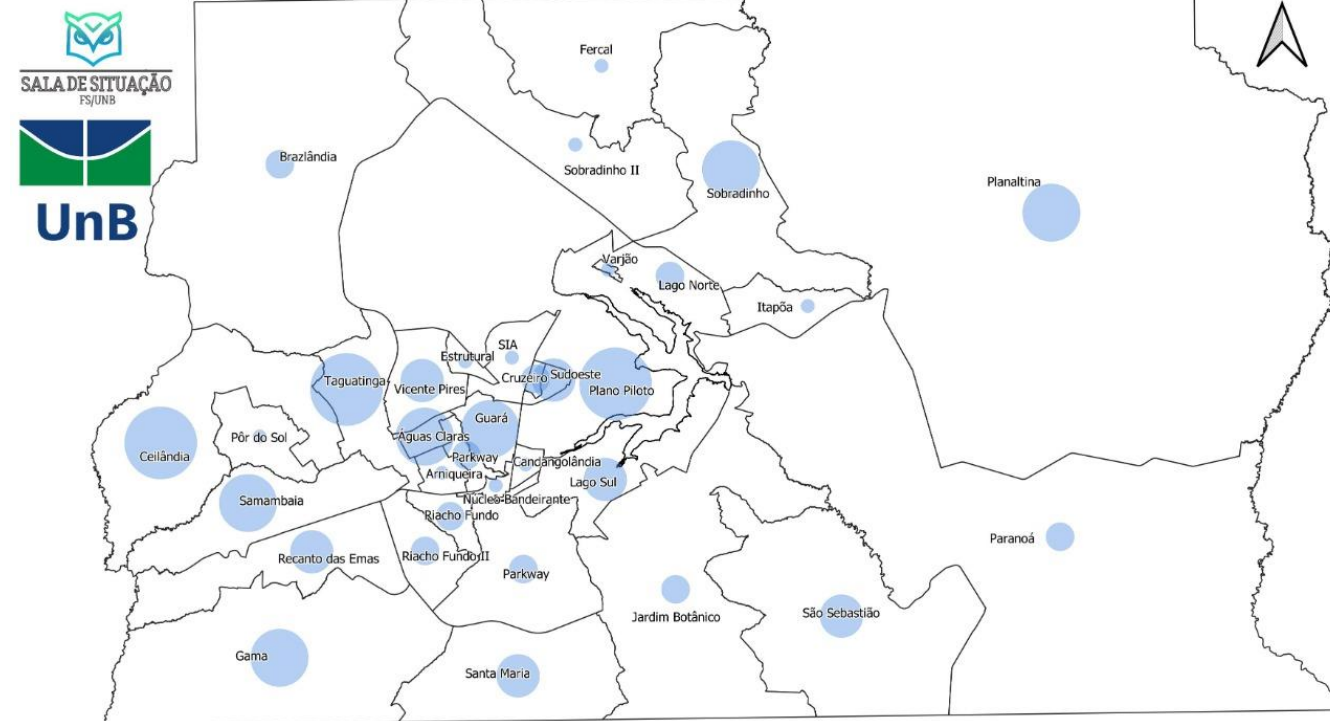 SALA DE SITUAÇÃO
FS/UNB
UnB
Fercal
Brazlândia
Sobradinho II
Sobradinho
Planaltina
Varjão
Lago Norte
Itapõa
Estrutural
SIA
Taguatinga
Vicente Pires
Cruzeiro
Sudoeste
Plano Piloto
Guará
Águas Claras
Pôr do Sol
Ceilândia
Parkway
Candangolândia
Arniqueira
Lago Sul
Núcleo Bandeirante
Samambaia
Riacho Fundo
Recanto das Emas
Riacho Fundo II
Parkway
Paranoá
Jardim Botânico
São Sebastião
Gama
Santa Maria